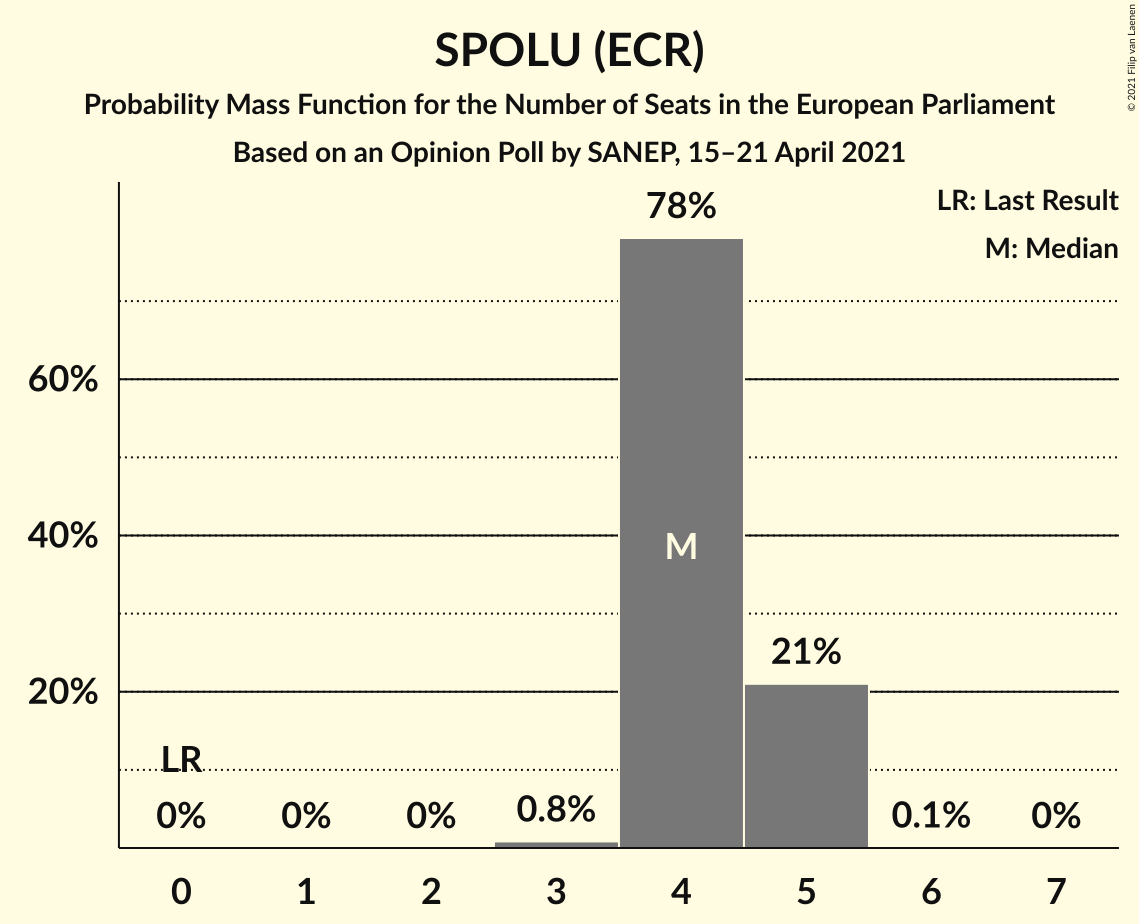 SPOLU (ECR)
Probability Mass Function for the Number of Seats in the European Parliament
Based on an Opinion Poll by SANEP, 15–21 April 2021
© 2021 Filip van Laenen
LR: Last Result
M: Median
78%
60%
40%
M
21%
20%
LR
0% 0% 0% 0.8% 0.1% 0%
0 1 2 3 4 5 6 7